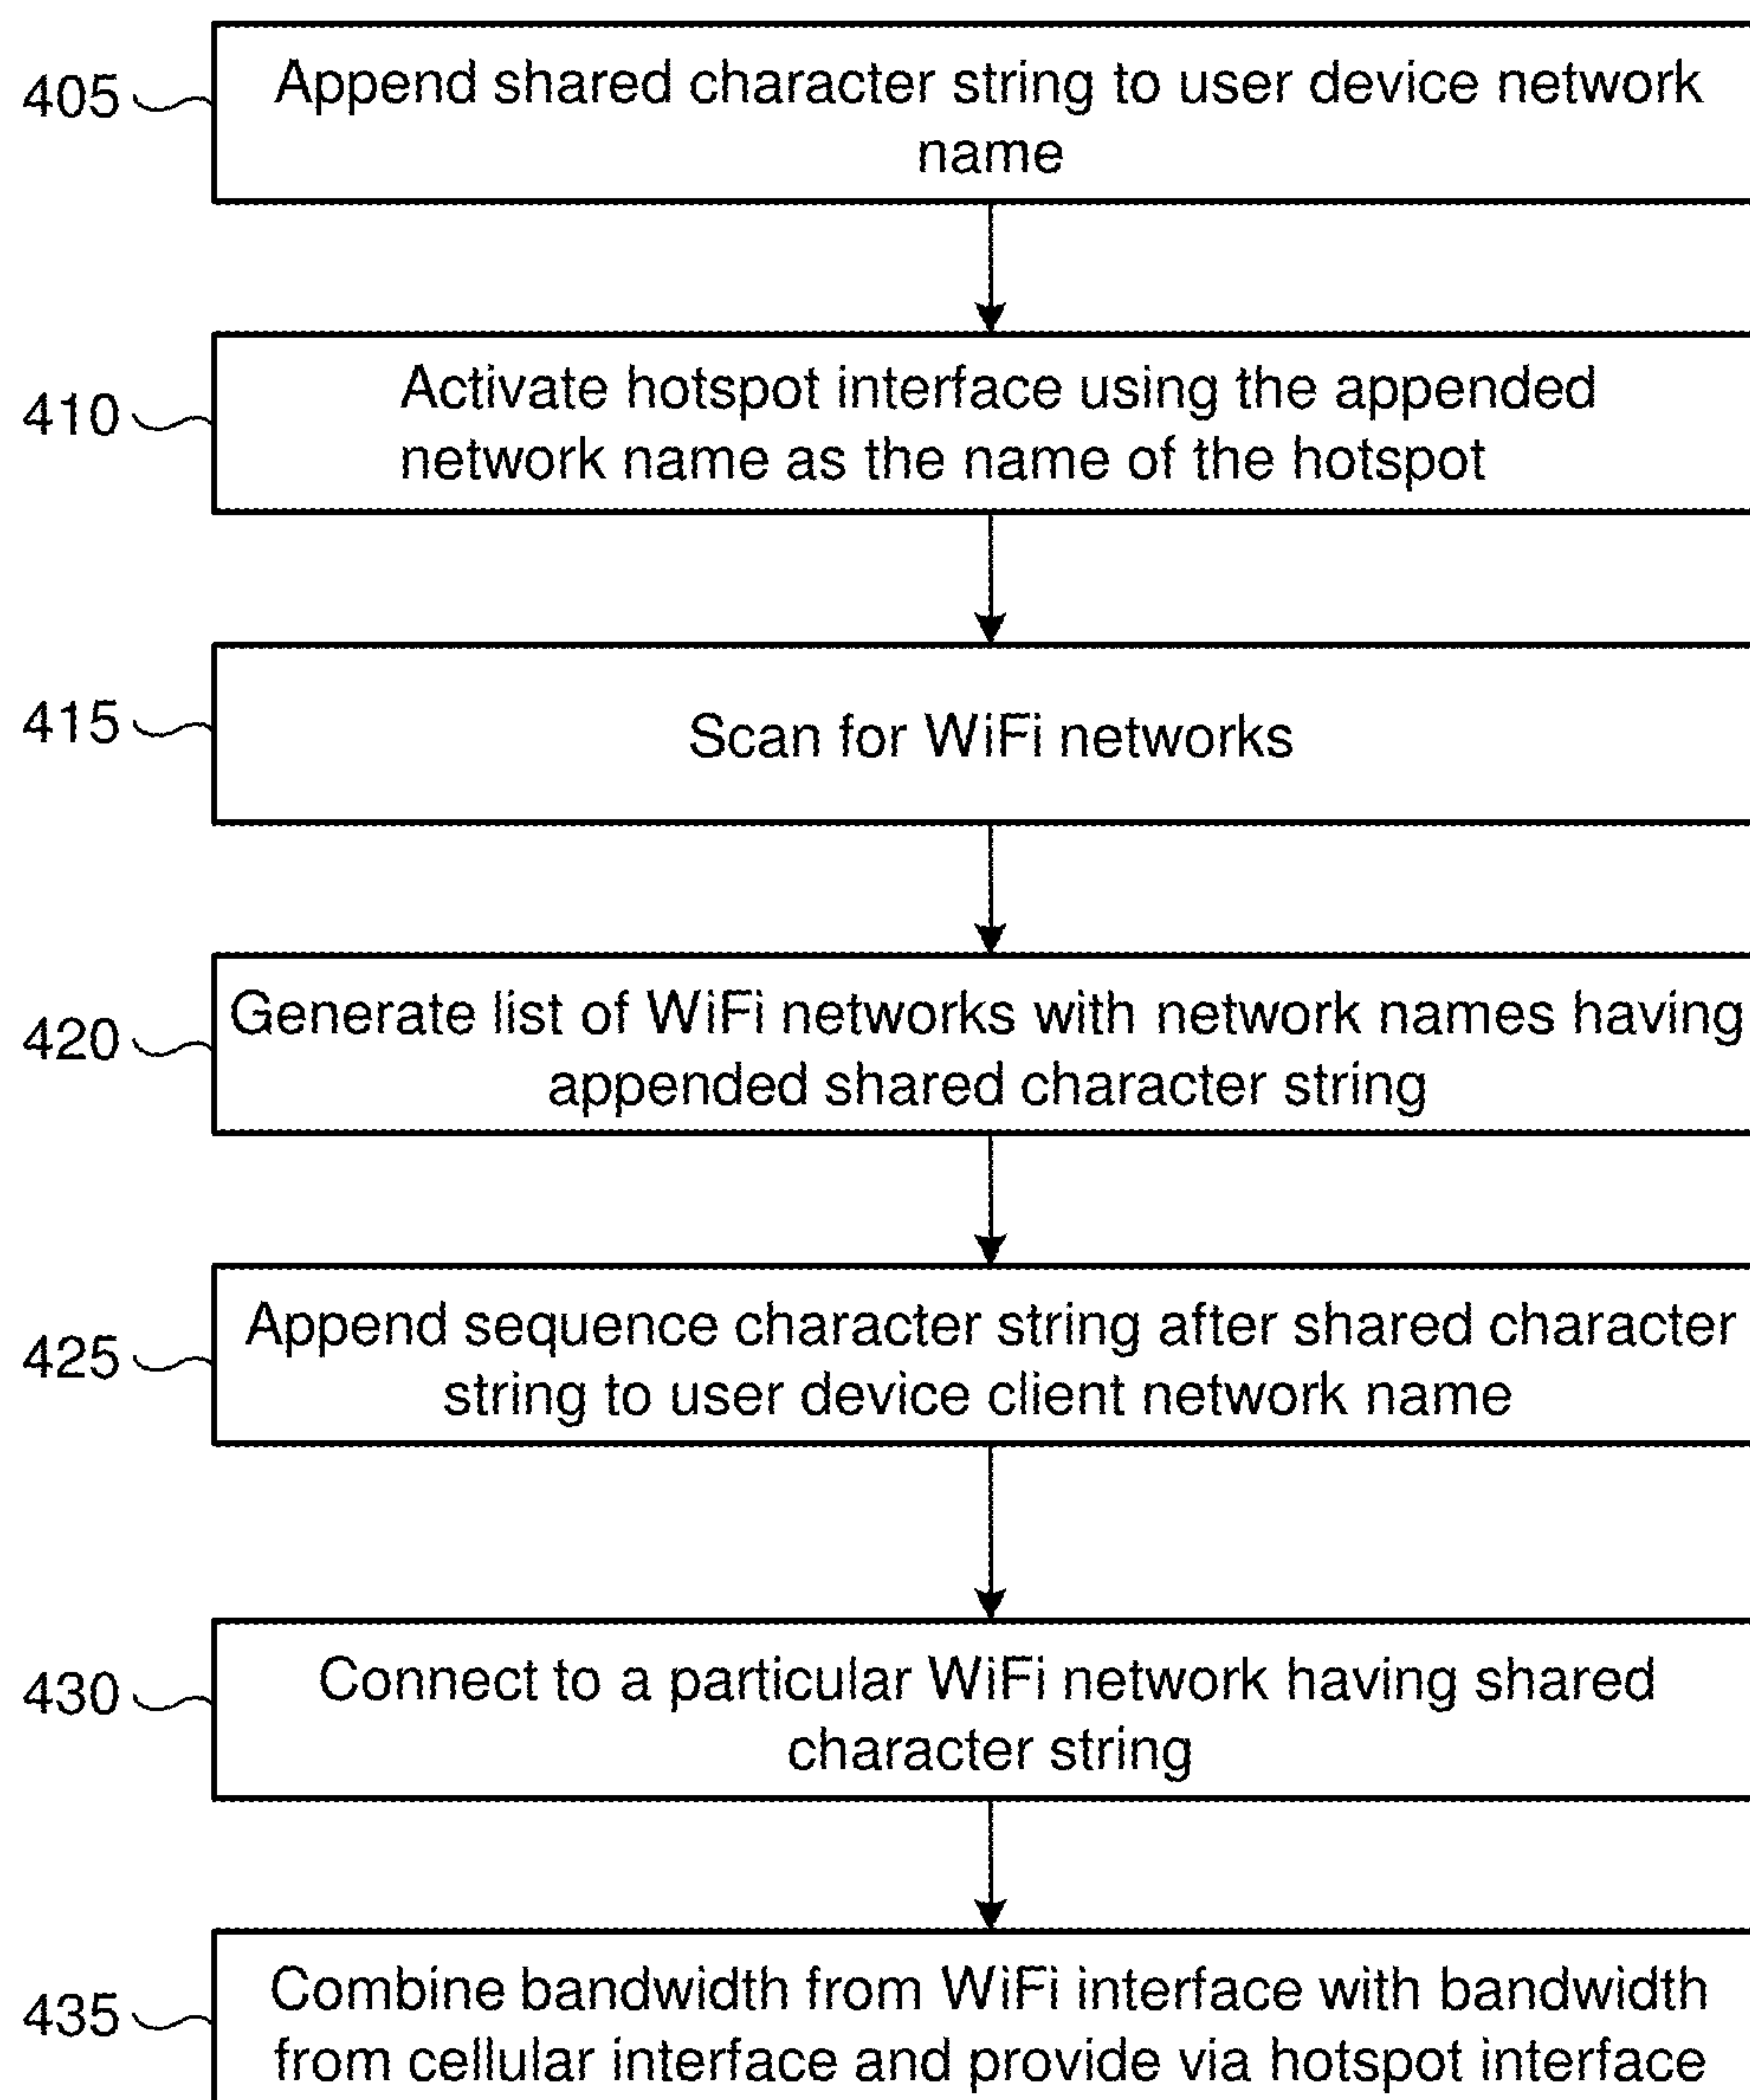 405
Append shared character string to user device network
name
410
Activate hotspot interface using the appended
network name as the name of the hotspot
415
Scan for WiFi networks
420
Generate list of WiFi networks with network names having
appended shared character string
425
Append sequence character string after shared character
string to user device client network name
430
Connect to a particular WiFi network having shared
character string
435
Combine bandwidth from WiFi interface with bandwidth
from cellular interface and provide via hotspot interface